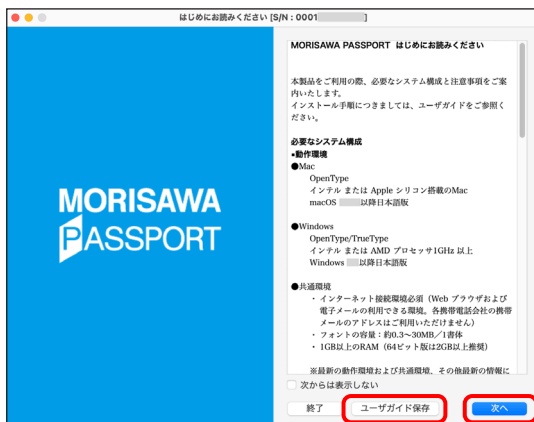 はじめにお読みください [S/N : 0001 ]
MORISAWA
PASSPORT
MORISAWA PASSPORT はじめにお読みください
本製品をご利用の際、必要なシステム構成と注意事項をご案
内いたします。
インストール手順につきましては、ユーザガイドをご参照く
ださい。
必要なシステム構成
▪動作環境
●Mac
OpenType
インテル または Apple シリコン搭載のMac
macOS 以降日本語版
●Windows
OpenType/TrueType
インテル または AMD プロセッサ1GHz 以上
Windows 以降日本語版
●共通環境
・ インターネット接続環境必須（Web ブラウザおよび
電子メールの利用できる環境。各携帯電話会社の携帯
メールのアドレスはご利用いただけません）
・ フォントの容量：約0.3〜30MB／1書体
・ 1GB以上のRAM（64ビット版は2GB以上推奨）
※最新の動作環境および共通環境、その他最新の情報に
次からは表示しない
終了
ユーザガイド保存
次へ